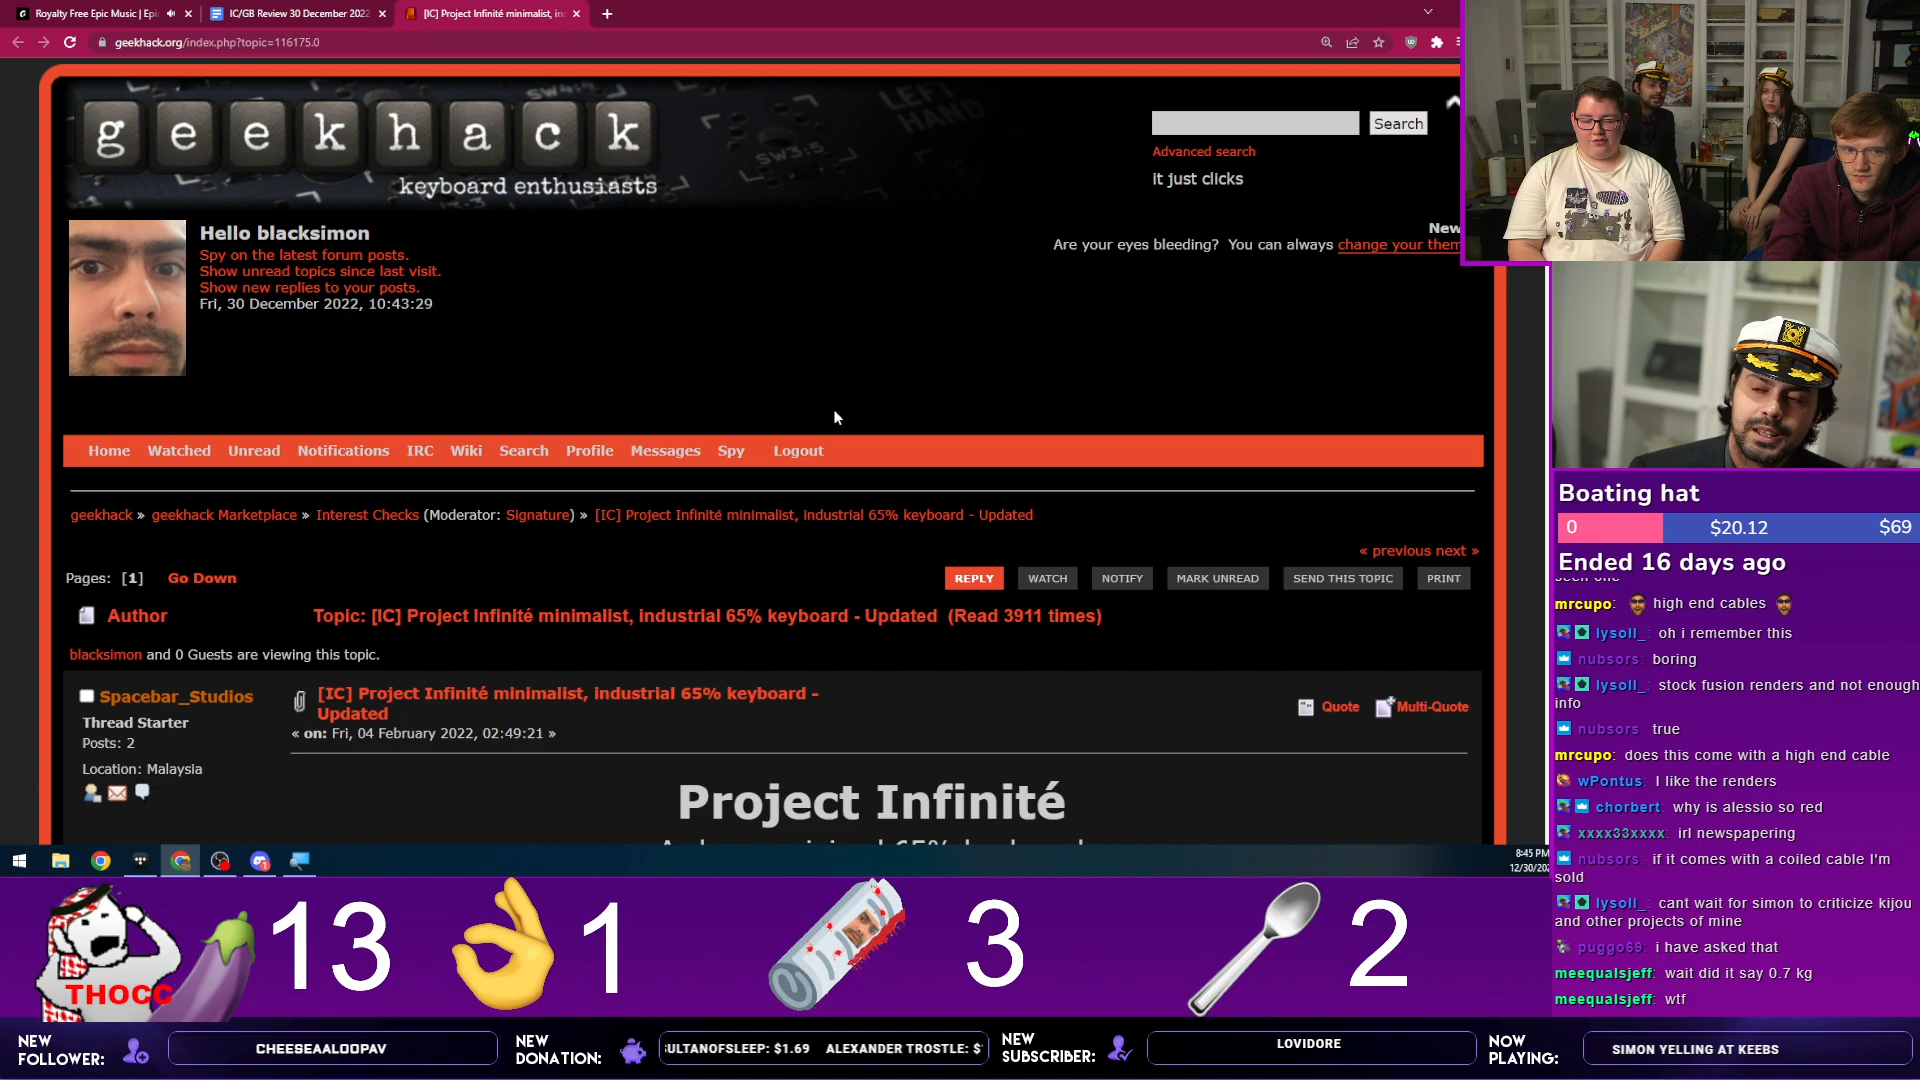 Royalty Free Epic Music | Epi
IC/GB Review 30 December 2022
[IC] Project Infinité minimalist, in
geekhack.org/index.php?topic=116175.0
geekhack
keyboard enthusiasts
Search
Advanced search
it just clicks
Hello blacksimon
Spy on the latest forum posts.
Show unread topics since last visit.
Show new replies to your posts.
Fri, 30 December 2022, 10:43:29
New
Are your eyes bleeding? You can always change your them
Home Watched Unread Notifications IRC Wiki Search Profile Messages Spy Logout
geekhack » geekhack Marketplace » Interest Checks (Moderator: Signature) » [IC] Project Infinité minimalist, industrial 65% keyboard - Updated
« previous next »
Pages: [1] Go Down
REPLY WATCH NOTIFY MARK UNREAD SEND THIS TOPIC PRINT
Author Topic: [IC] Project Infinité minimalist, industrial 65% keyboard - Updated (Read 3911 times)
blacksimon and 0 Guests are viewing this topic.
Spacebar_Studios
Thread Starter
Posts: 2
Location: Malaysia
[IC] Project Infinité minimalist, industrial 65% keyboard -
Updated
« on: Fri, 04 February 2022, 02:49:21 »
Quote Multi-Quote
Project Infinité
8:45 PM
12/30/202
Boating hat
0 $20.12 $69
Ended 16 days ago
mrcupo: high end cables
lysoll_: oh i remember this
nubsors: boring
lysoll_: stock fusion renders and not enough
info
nubsors: true
mrcupo: does this come with a high end cable
wPontus: I like the renders
chorbert: why is alessio so red
xxxx33xxxx: irl newspapering
nubsors: if it comes with a coiled cable I'm
sold
lysoll_: cant wait for simon to criticize kijou
and other projects of mine
puggo69: i have asked that
meequalsjeff: wait did it say 0.7 kg
meequalsjeff: wtf
THOCC
13
1
3
2
NEW
FOLLOWER:
CHEESEAALOOPAV
NEW
DONATION:
ULTANOFSLEEP: $1.69 ALEXANDER TROSTLE: $
NEW
SUBSCRIBER:
LOVIDORE
NOW
PLAYING:
SIMON YELLING AT KEEBS